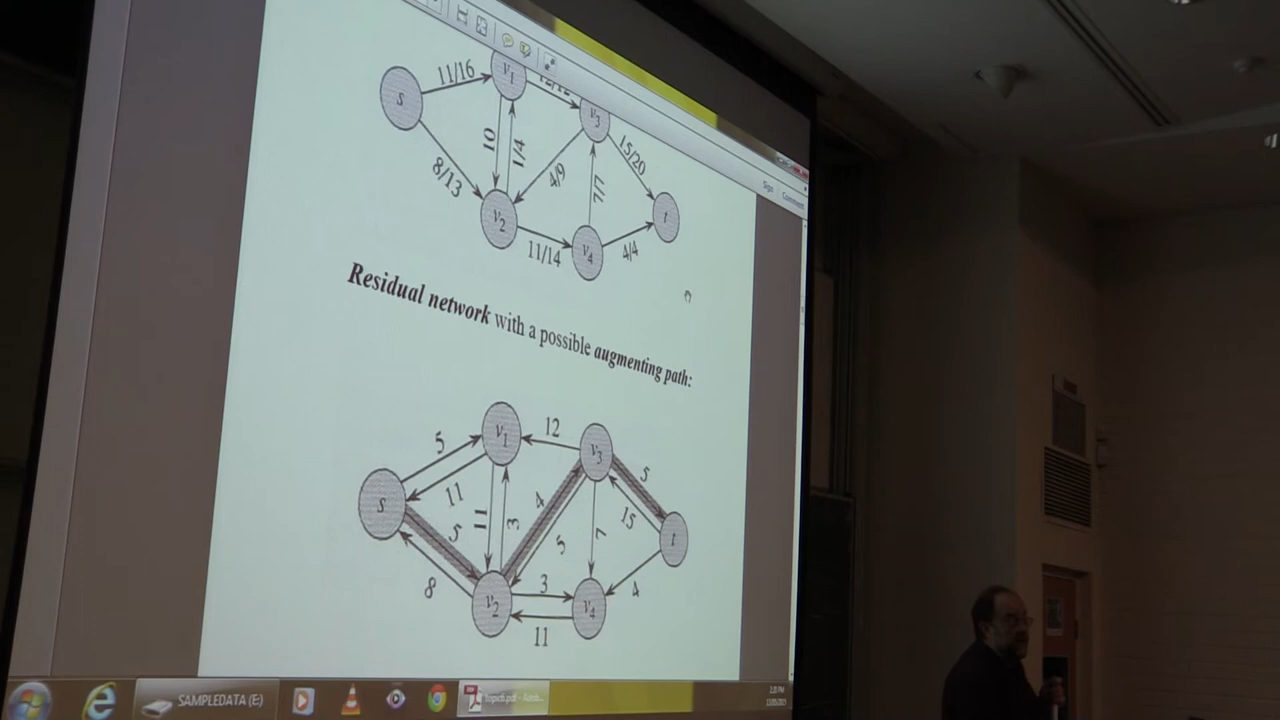 Sign Comment
11/16
s
v1
v3
15/20
10
1/4
4/9
8/13
7/7
v2
t
11/14
v4
4/4
Residual network with a possible augmenting path:
v1
12
5
v3
5
11
s
4
5
11
3
15
5
7
t
8
3
4
v2
v4
11
SAMPLEDATA (E)